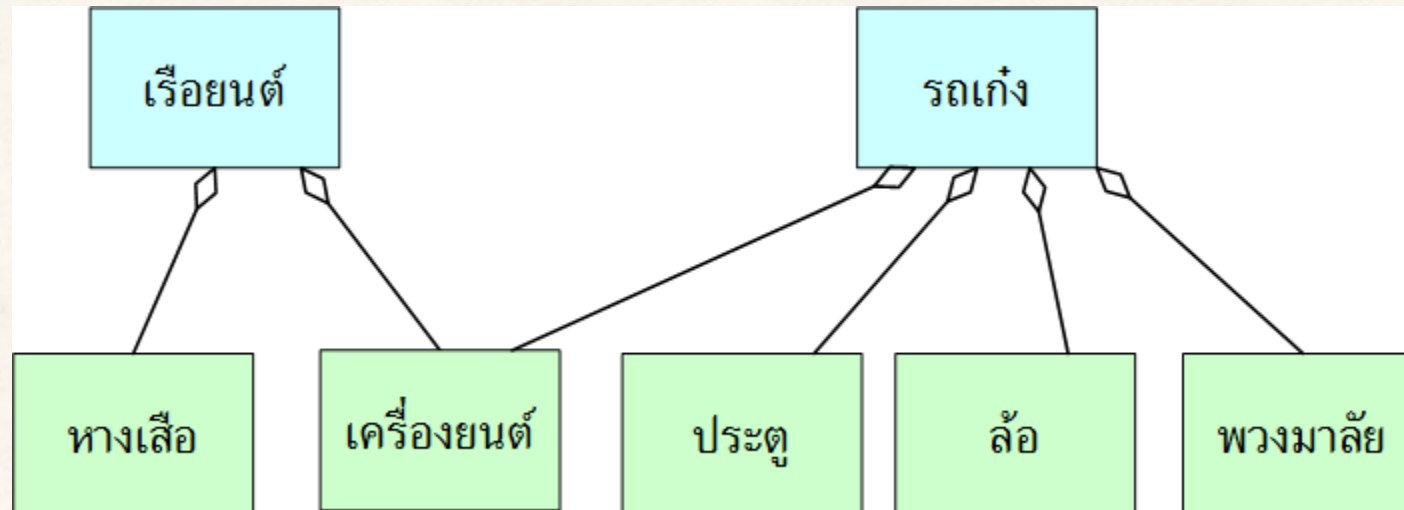 เรือยนต์
รถเก๋ง
หางเสือ
เครื่องยนต์
ประตู
ล้อ
พวงมาลัย